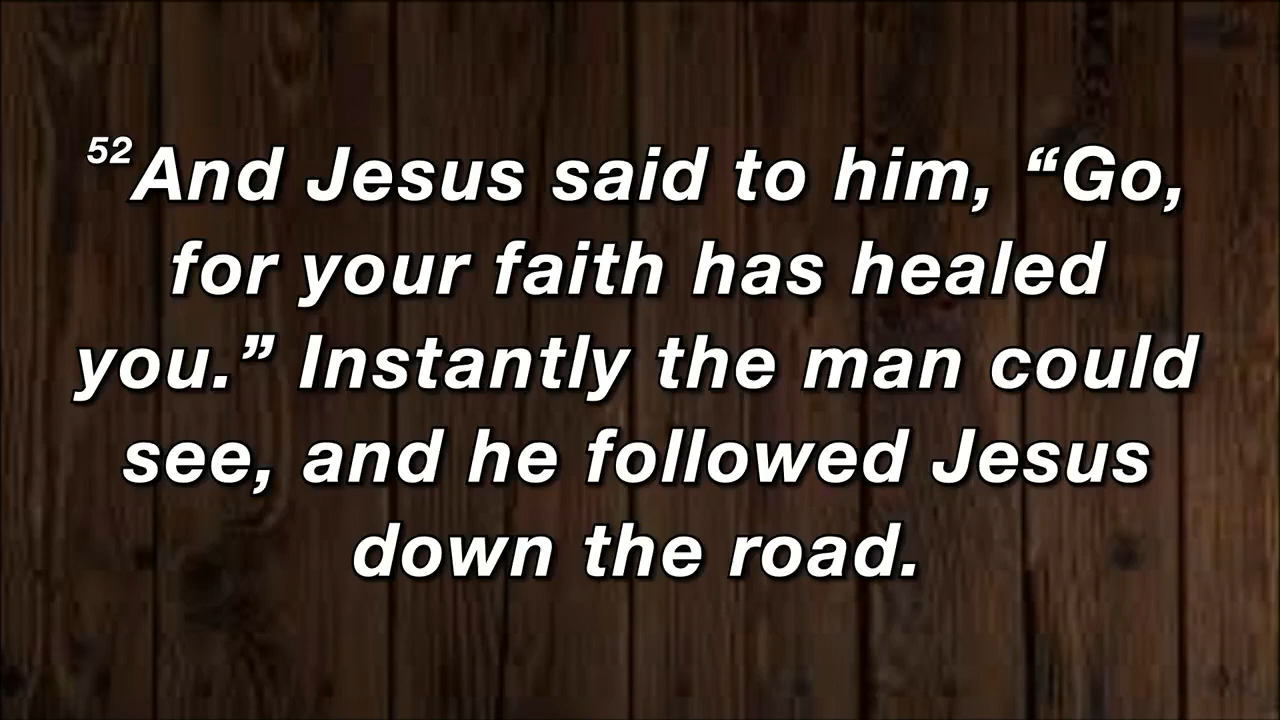 52And Jesus said to him, “Go,
for your faith has healed
you.” Instantly the man could
see, and he followed Jesus
down the road.